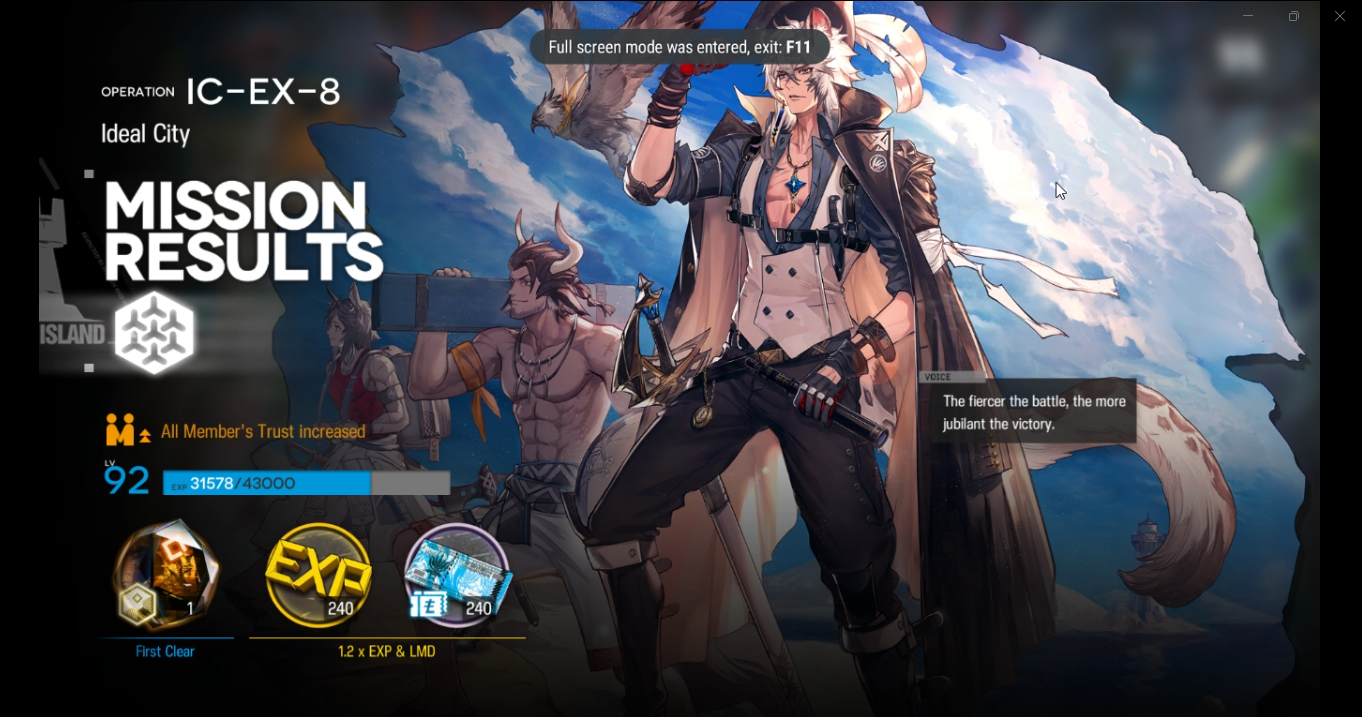 Full screen mode was entered, exit: F11
OPERATION IC-EX-8
Ideal City
MISSION
RESULTS
ISLAND
All Member's Trust increased
LV
92
EXP 31578/43000
VOICE
The fiercer the battle, the more
jubilant the victory.
1
EXP
240
240
First Clear
1.2 x EXP & LMD